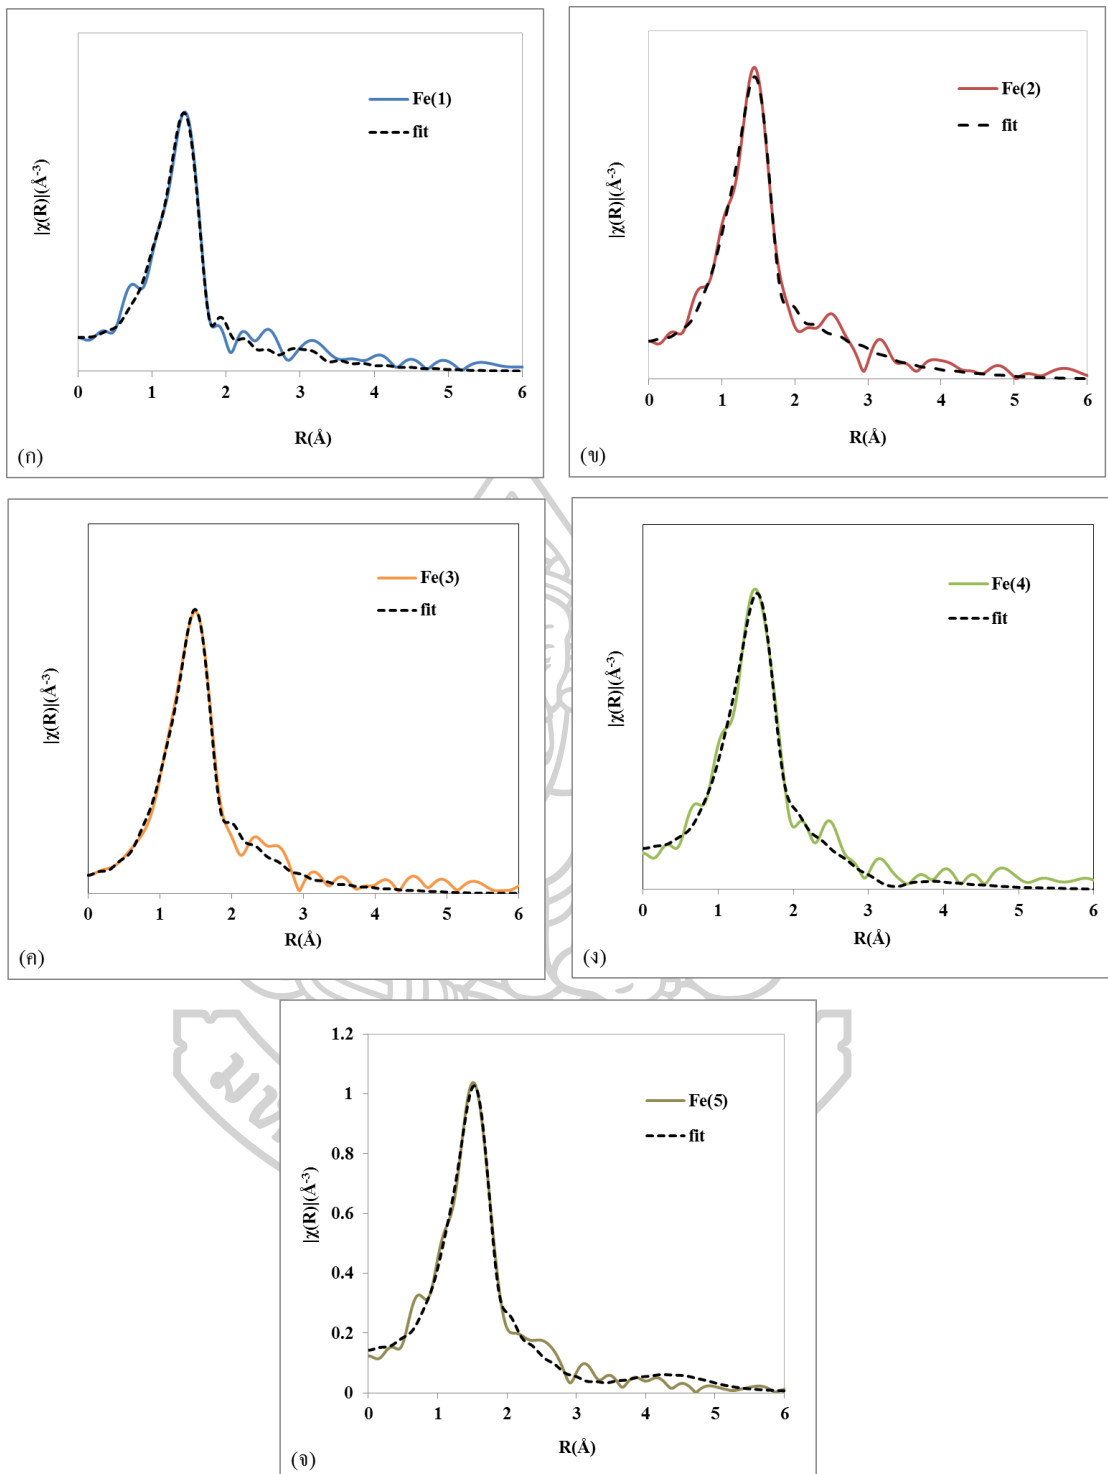 Fe(1)
fit
|χ(R)|(Å-3)
0 1 2 3 4 5 6
R(Å)
(ก)
Fe(2)
fit
|χ(R)|(Å-3)
0 1 2 3 4 5 6
R(Å)
(ข)
Fe(3)
fit
|χ(R)|(Å-3)
0 1 2 3 4 5 6
R(Å)
(ค)
Fe(4)
fit
|χ(R)|(Å-3)
0 1 2 3 4 5 6
R(Å)
(ง)
1.2
1
0.8
0.6
0.4
0.2
0
Fe(5)
fit
|χ(R)|(Å-3)
0 1 2 3 4 5 6
R(Å)
(จ)